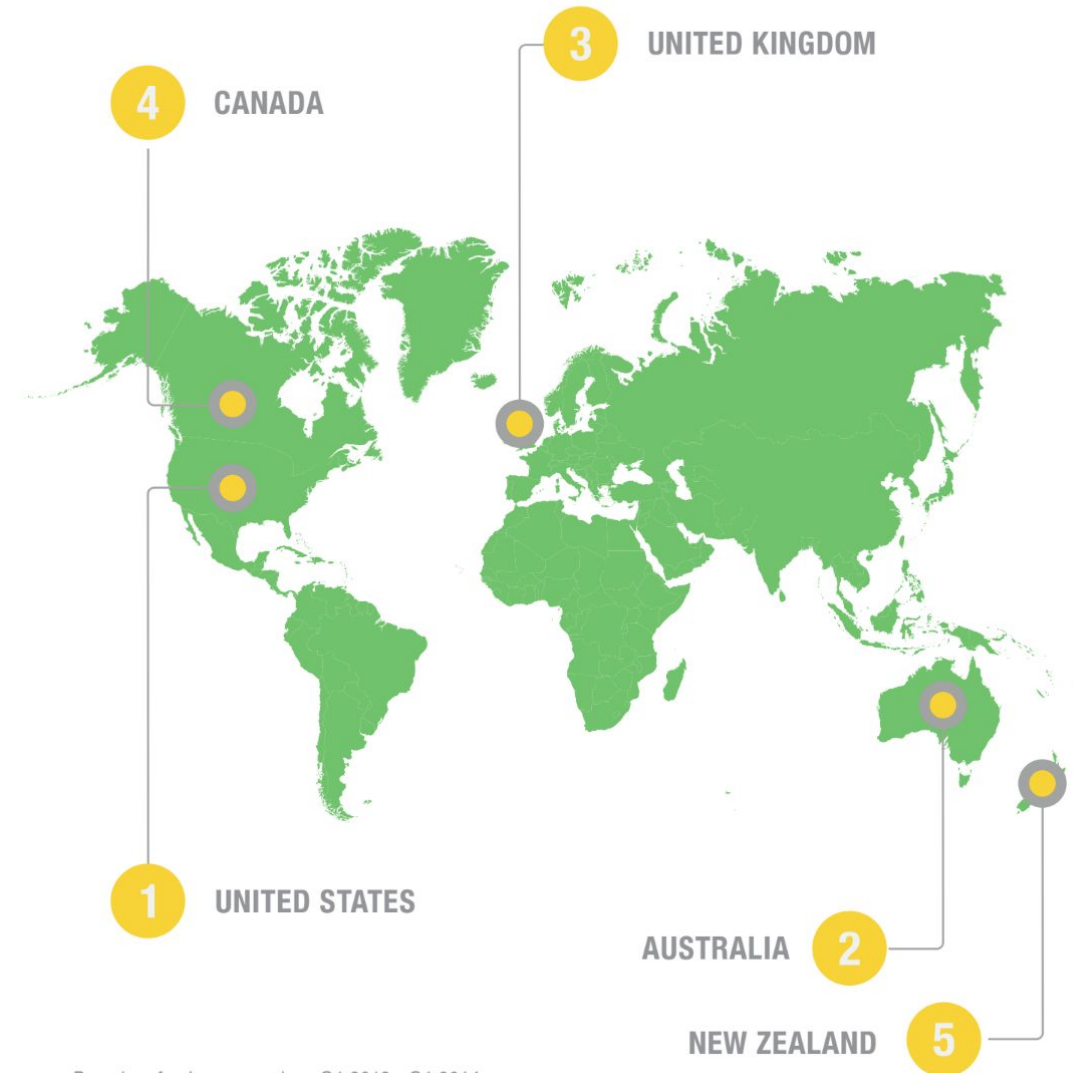 3 UNITED KINGDOM
4 CANADA
1 UNITED STATES
AUSTRALIA 2
NEW ZEALAND 5